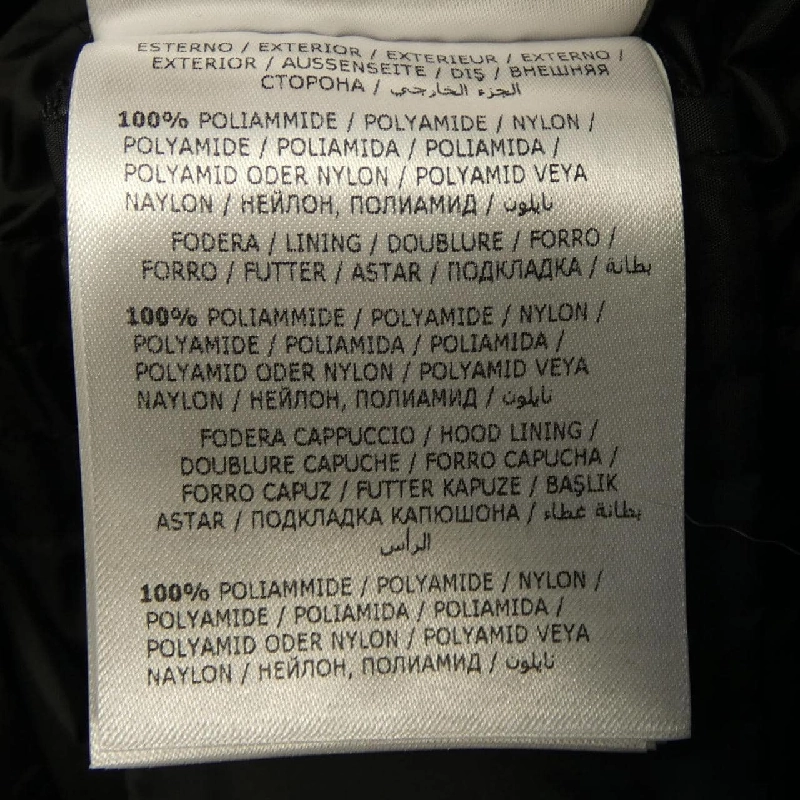 ESTERNO / EXTERIOR / EXTERIEUR / EXTERNO /
EXTERIOR / AUSSENSEITE / DIŞ / ВНЕШНЯЯ
СТОРОНА / الجزء الخارجي
100% POLIAMMIDE / POLYAMIDE / NYLON /
POLYAMIDE / POLIAMIDA / POLIAMIDA /
POLYAMID ODER NYLON / POLYAMID VEYA
NAYLON / НЕЙЛОН, ПОЛИАМИД / نايلون
FODERA / LINING / DOUBLURE / FORRO /
FORRO / FUTTER / ASTAR / ПОДКЛАДКА / بطانة
100% POLIAMMIDE / POLYAMIDE / NYLON /
POLYAMIDE / POLIAMIDA / POLIAMIDA /
POLYAMID ODER NYLON / POLYAMID VEYA
NAYLON / НЕЙЛОН, ПОЛИАМИД / نايلون
FODERA CAPPUCCIO / HOOD LINING /
DOUBLURE CAPUCHE / FORRO CAPUCHA /
FORRO CAPUZ / FUTTER KAPUZE / BAŞLIK
ASTAR / ПОДКЛАДКА КАПЮШОНА / بطانة غطاء
الرأس
100% POLIAMMIDE / POLYAMIDE / NYLON /
POLYAMIDE / POLIAMIDA / POLIAMIDA /
POLYAMID ODER NYLON / POLYAMID VEYA
NAYLON / НЕЙЛОН, ПОЛИАМИД / نايلون